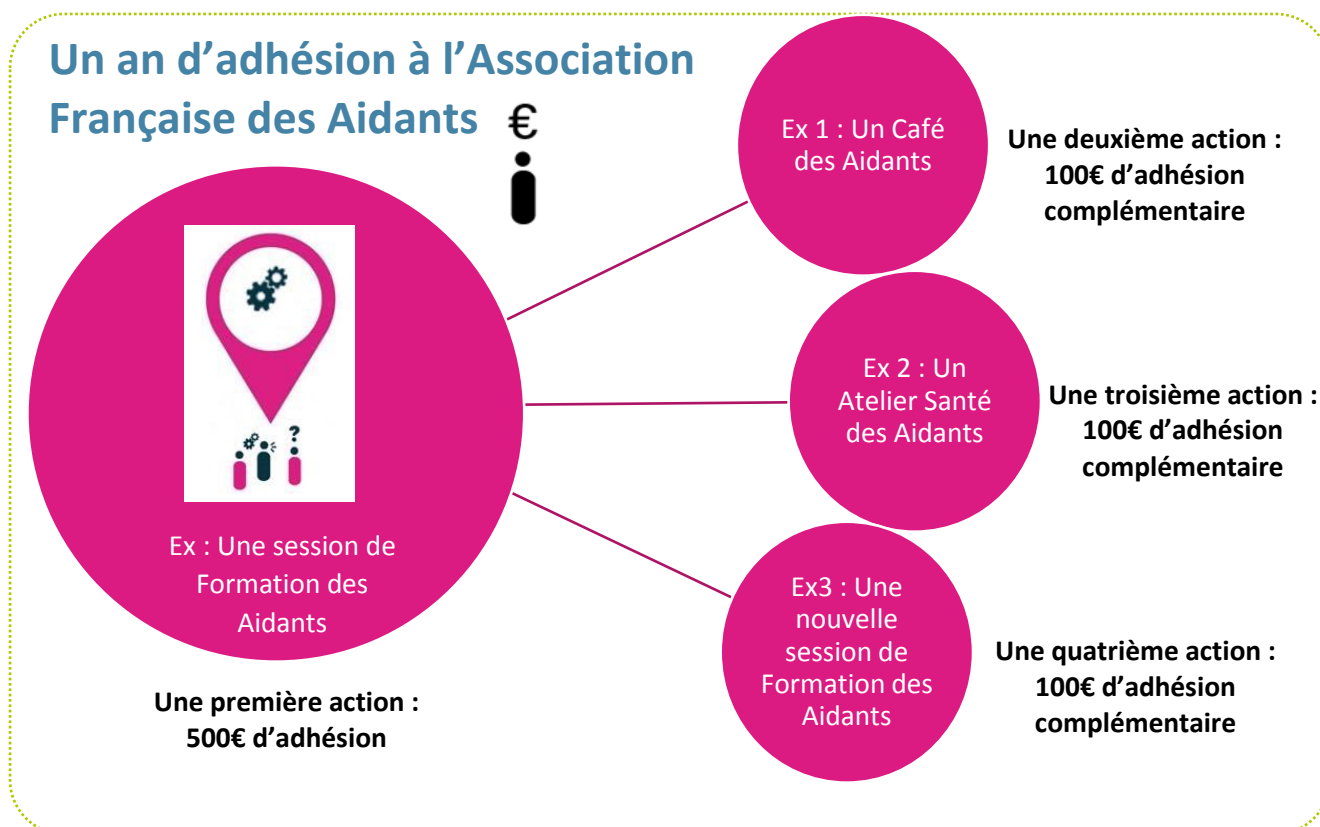 Un an d’adhésion à l’Association
Française des Aidants €
?
Ex : Une session de
Formation des
Aidants
Une première action :
500€ d’adhésion
Ex 1 : Un Café
des Aidants
Une deuxième action :
100€ d’adhésion
complémentaire
Ex 2 : Un
Atelier Santé
des Aidants
Une troisième action :
100€ d’adhésion
complémentaire
Ex3 : Une
nouvelle
session de
Formation des
Aidants
Une quatrième action :
100€ d’adhésion
complémentaire